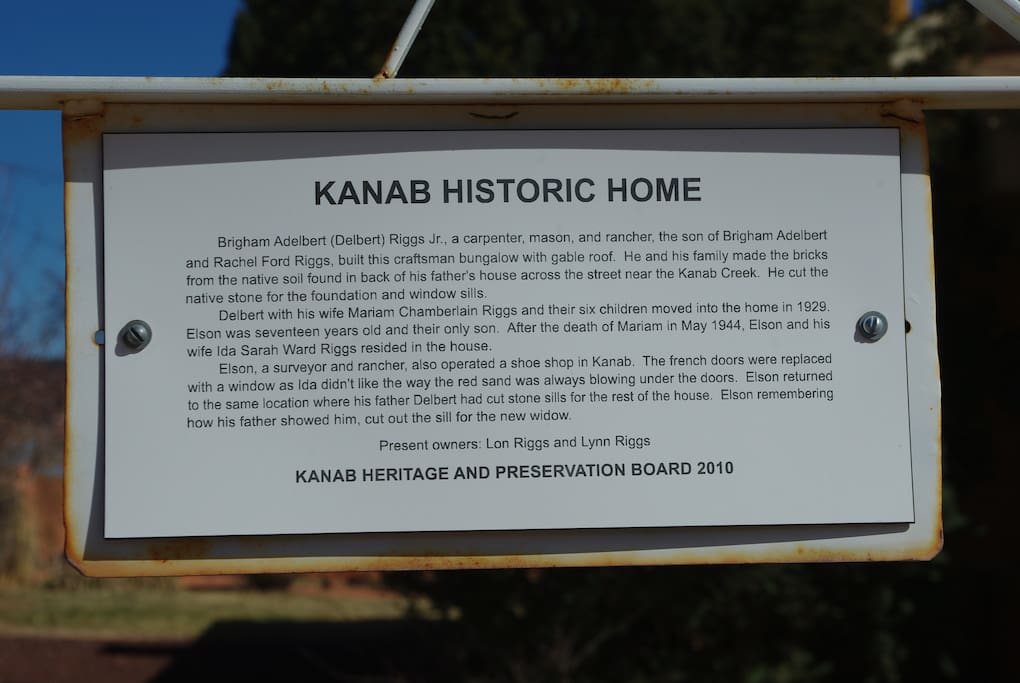 KANAB HISTORIC HOME
Brigham Adelbert (Delbert) Riggs Jr., a carpenter, mason, and rancher, the son of Brigham Adelbert
and Rachel Ford Riggs, built this craftsman bungalow with gable roof. He and his family made the bricks
from the native soil found in back of his father's house across the street near the Kanab Creek. He cut the
native stone for the foundation and window sills.
Delbert with his wife Mariam Chamberlain Riggs and their six children moved into the home in 1929.
Elson was seventeen years old and their only son. After the death of Mariam in May 1944, Elson and his
wife Ida Sarah Ward Riggs resided in the house.
Elson, a surveyor and rancher, also operated a shoe shop in Kanab. The french doors were replaced
with a window as Ida didn't like the way the red sand was always blowing under the doors. Elson returned
to the same location where his father Delbert had cut stone sills for the rest of the house. Elson remembering
how his father showed him, cut out the sill for the new widow.
Present owners: Lon Riggs and Lynn Riggs
KANAB HERITAGE AND PRESERVATION BOARD 2010